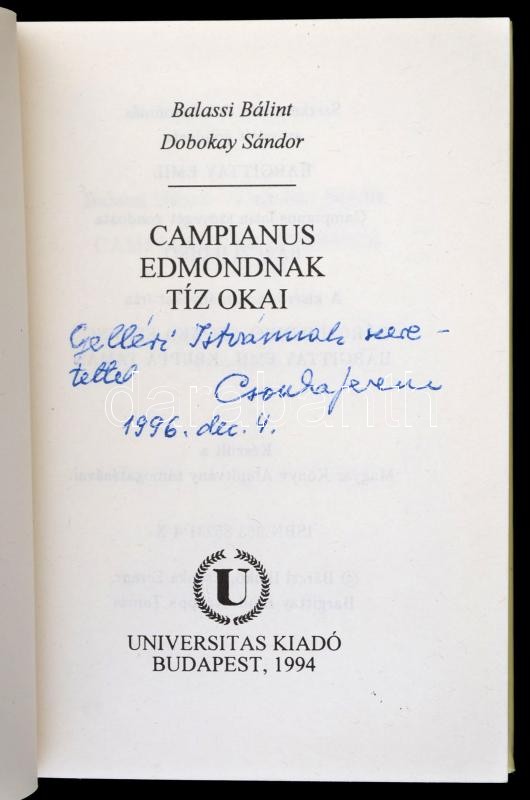 Balassi Bálint
Dobokay Sándor
CAMPIANUS
EDMONDNAK
TÍZ OKAI
Gelléri Istvánnak szere-
tettel Csonka Ferenc
1996. dec. 4.
darabanth
U
UNIVERSITAS KIADÓ
BUDAPEST, 1994